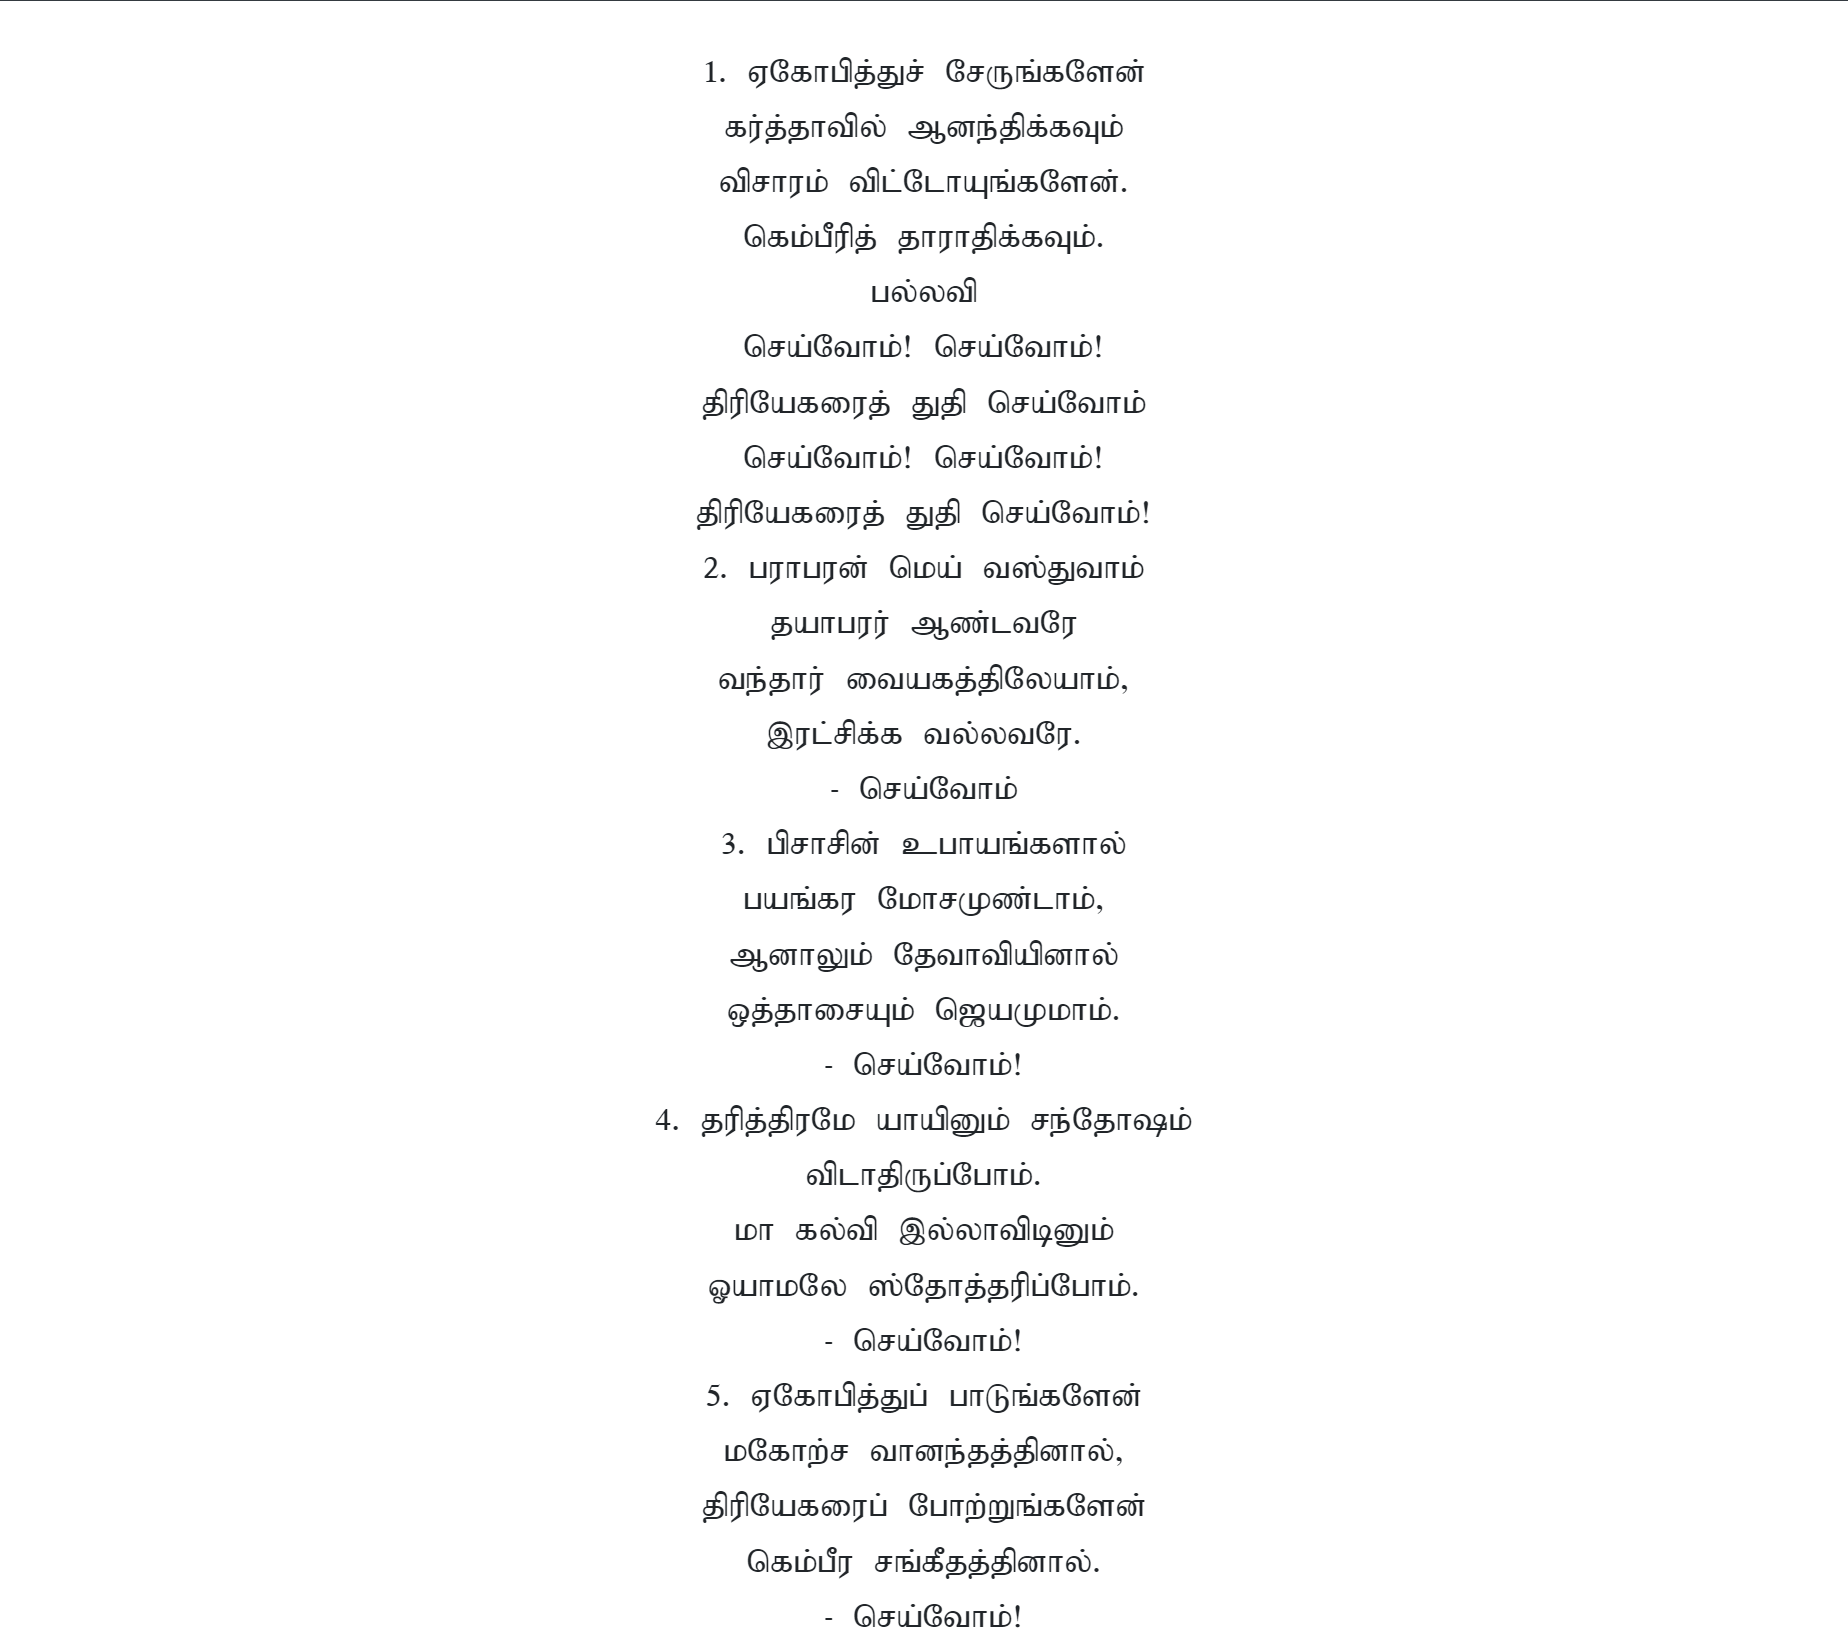 1. ஏகோபித்துச் சேருங்களேன்
கர்த்தாவில் ஆனந்திக்கவும்
விசாரம் விட்டோயுங்களேன்.
கெம்பீரித் தாராதிக்கவும்.
பல்லவி
செய்வோம்! செய்வோம்!
திரியேகரைத் துதி செய்வோம்
செய்வோம்! செய்வோம்!
திரியேகரைத் துதி செய்வோம்!
2. பராபரன் மெய் வஸ்துவாம்
தயாபரர் ஆண்டவரே
வந்தார் வையகத்திலேயாம்,
இரட்சிக்க வல்லவரே.
- செய்வோம்
3. பிசாசின் உபாயங்களால்
பயங்கர மோசமுண்டாம்,
ஆனாலும் தேவாவியினால்
ஒத்தாசையும் ஜெயமுமாம்.
- செய்வோம்!
4. தரித்திரமே யாயினும் சந்தோஷம்
விடாதிருப்போம்.
மா கல்வி இல்லாவிடினும்
ஓயாமலே ஸ்தோத்தரிப்போம்.
- செய்வோம்!
5. ஏகோபித்துப் பாடுங்களேன்
மகோற்ச வானந்தத்தினால்,
திரியேகரைப் போற்றுங்களேன்
கெம்பீர சங்கீதத்தினால்.
- செய்வோம்!